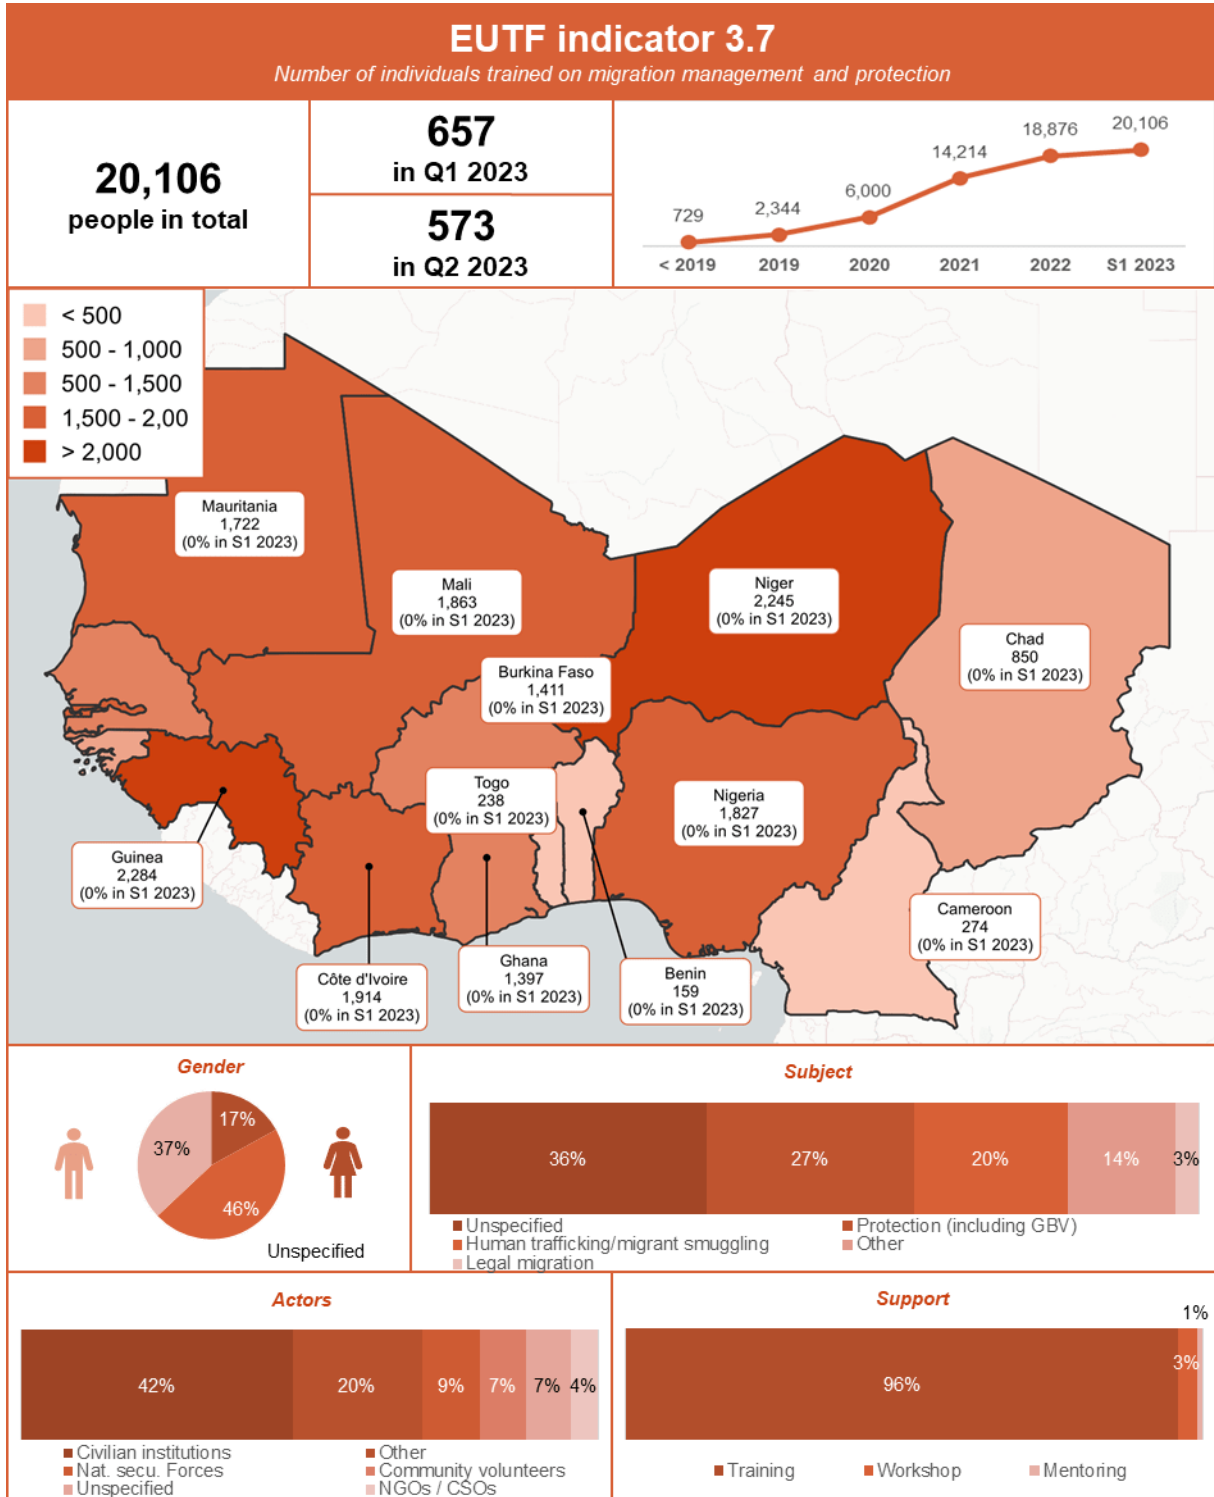 EUTF indicator 3.7
Number of individuals trained on migration management and protection
20,106
people in total
657
in Q1 2023
573
in Q2 2023
729
2,344
6,000
14,214
18,876
20,106
< 2019
2019
2020
2021
2022
S1 2023
< 500
500 - 1,000
500 - 1,500
1,500 - 2,00
> 2,000
Mauritania
1,722
(0% in S1 2023)
Mali
1,863
(0% in S1 2023)
Niger
2,245
(0% in S1 2023)
Chad
850
(0% in S1 2023)
Burkina Faso
1,411
(0% in S1 2023)
Togo
238
(0% in S1 2023)
Nigeria
1,827
(0% in S1 2023)
Guinea
2,284
(0% in S1 2023)
Cameroon
274
(0% in S1 2023)
Côte d'Ivoire
1,914
(0% in S1 2023)
Ghana
1,397
(0% in S1 2023)
Benin
159
(0% in S1 2023)
Gender
17%
37%
46%
Unspecified
Subject
36%
27%
20%
14%
3%
Unspecified
Protection (including GBV)
Human trafficking/migrant smuggling
Other
Legal migration
Actors
42%
20%
9%
7%
7%
4%
Civilian institutions
Other
Nat. secu. Forces
Community volunteers
Unspecified
NGOs / CSOs
Support
1%
3%
96%
Training
Workshop
Mentoring